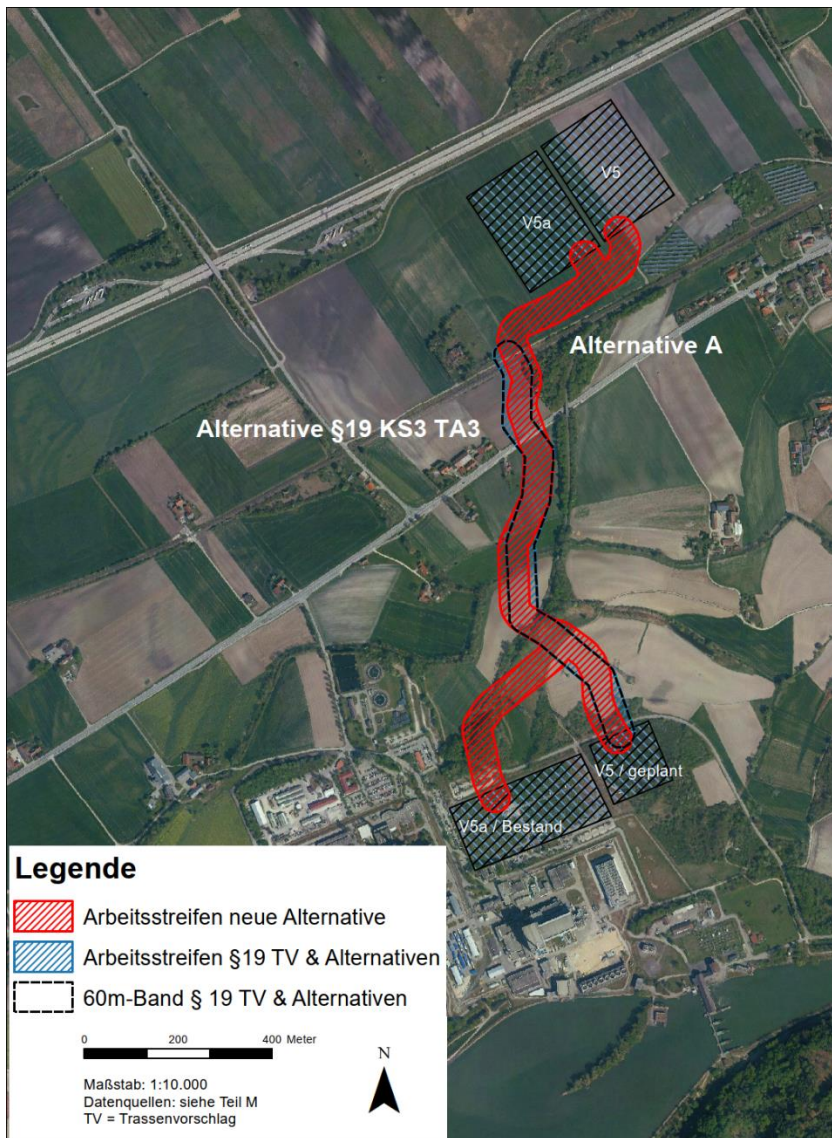 V5
V5a
Alternative A
Alternative §19 KS3 TA3
V5 / geplant
V5a / Bestand
Legende
Arbeitsstreifen neue Alternative
Arbeitsstreifen §19 TV & Alternativen
60m-Band § 19 TV & Alternativen
0 200 400 Meter
N
Maßstab: 1:10.000
Datenquellen: siehe Teil M
TV = Trassenvorschlag